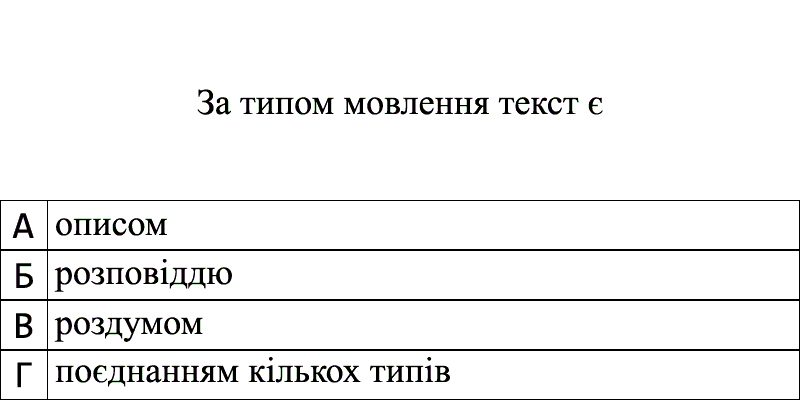 За типом мовлення текст є
А описом
Б розповіддю
В роздумом
Г поєднанням кількох типів